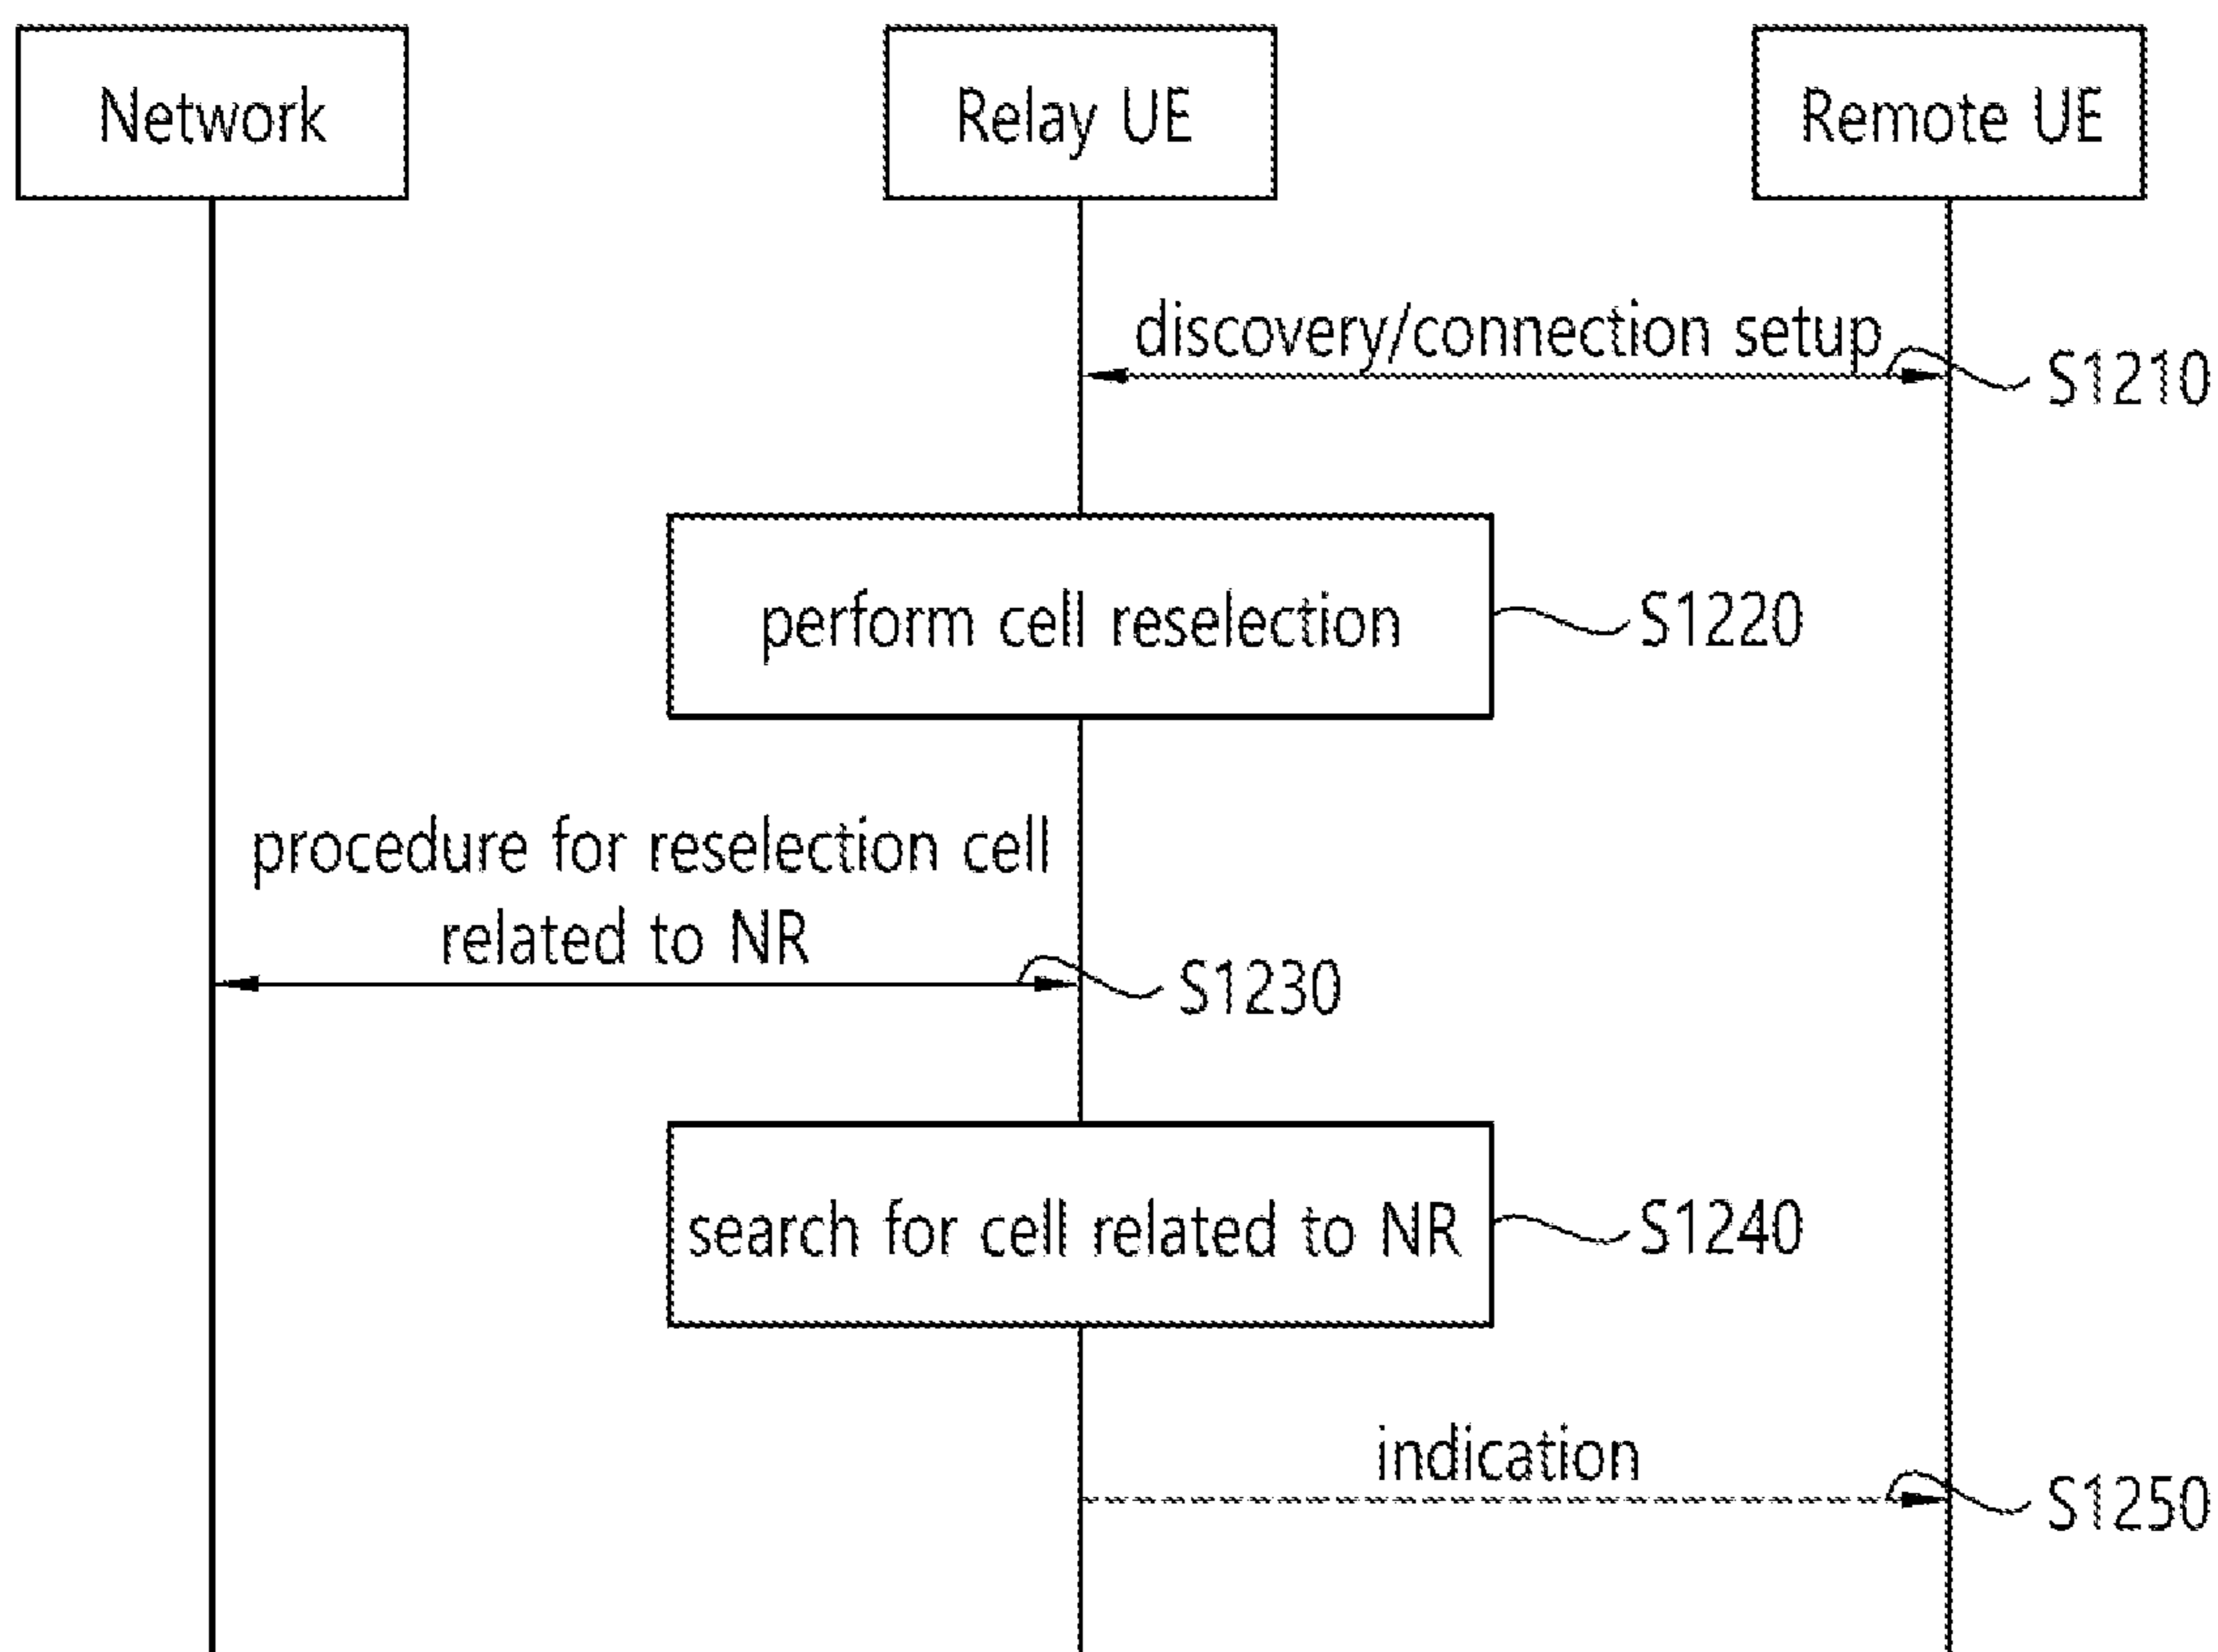 Network
Relay UE
Remote UE
discovery/connection setup
S1210
perform cell reselection
S1220
procedure for reselection cell
related to NR
S1230
search for cell related to NR
S1240
indication
S1250